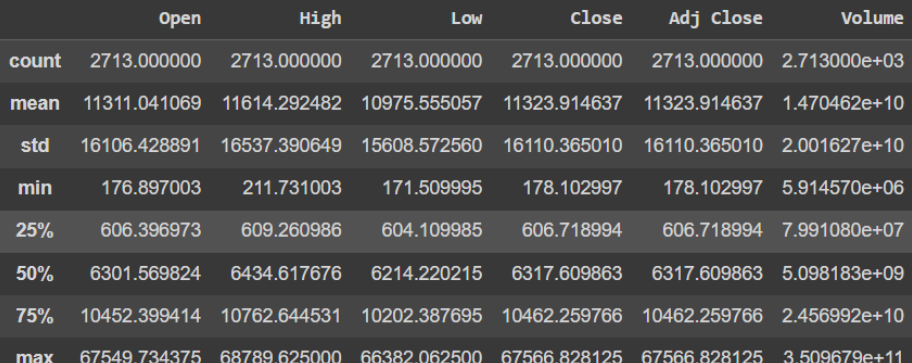 Open High Low Close Adj Close Volume
count 2713.000000 2713.000000 2713.000000 2713.000000 2713.000000 2.713000e+03
mean 11311.041069 11614.292482 10975.555057 11323.914637 11323.914637 1.470462e+10
std 16106.428891 16537.390649 15608.572560 16110.365010 16110.365010 2.001627e+10
min 176.897003 211.731003 171.509995 178.102997 178.102997 5.914570e+06
25% 606.396973 609.260986 604.109985 606.718994 606.718994 7.991080e+07
50% 6301.569824 6434.617676 6214.220215 6317.609863 6317.609863 5.098183e+09
75% 10452.399414 10762.644531 10202.387695 10462.259766 10462.259766 2.456992e+10
max 67549.734375 68789.625000 66382.062500 67566.828125 67566.828125 3.509679e+11